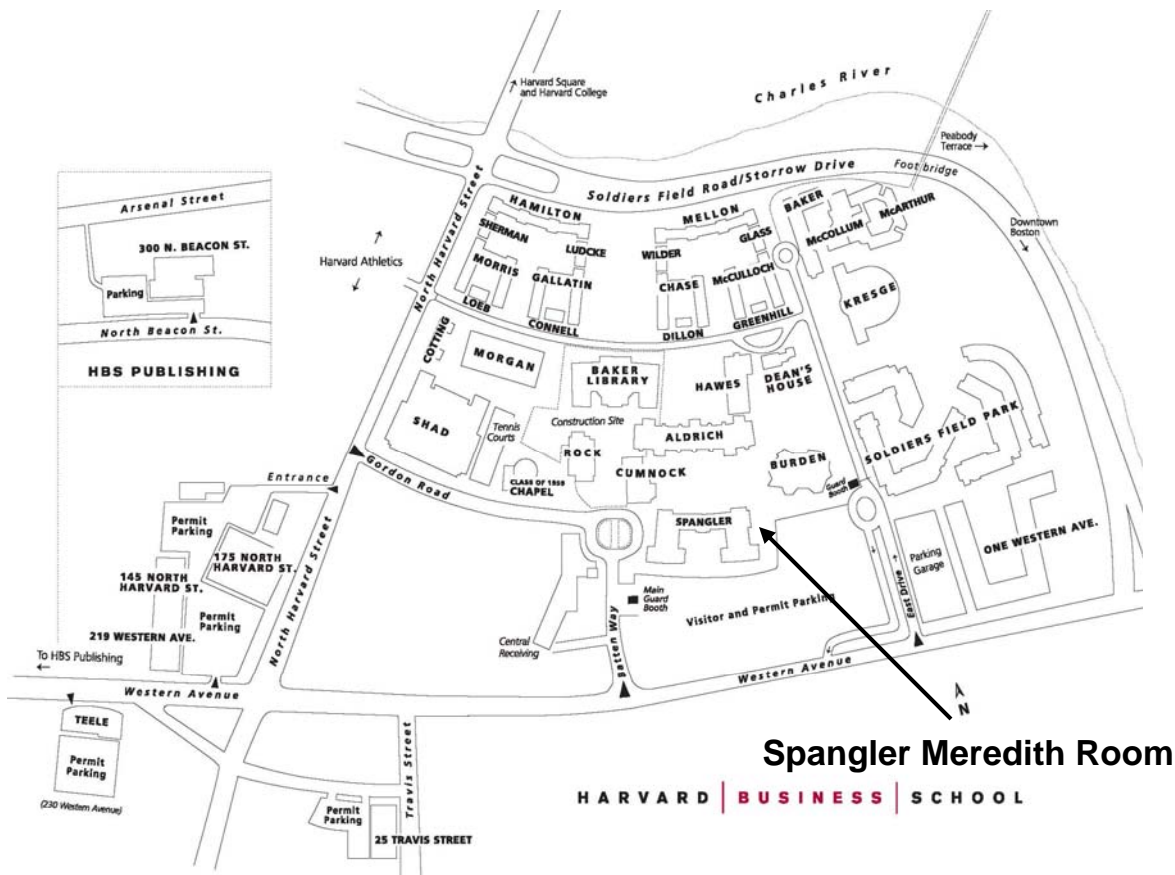 Harvard Square
and Harvard College
Charles River
Peabody
Terrace
Foot bridge
Soldiers Field Road/Storrow Drive
Downtown
Boston
North Harvard Street
Harvard Athletics
HAMILTON
SHERMAN
LUDCKE
MORRIS
GALLATIN
LOEB
CONNELL
MELLON
WILDER
GLASS
CHASE
McCULLOCH
DILLON
GREENHILL
BAKER
McCOLLUM
McARTHUR
KRESGE
Arsenal Street
300 N. BEACON ST.
Parking
North Beacon St.
HBS PUBLISHING
COTTING
MORGAN
BAKER
LIBRARY
HAWES
DEAN'S
HOUSE
SHAD
Tennis
Courts
Construction Site
ALDRICH
ROCK
CUMNOCK
CLASS OF 1959
CHAPEL
BURDEN
Guard
Booth
SOLDIERS FIELD PARK
Gordon Road
Entrance
SPANGLER
Permit
Parking
175 NORTH
HARVARD ST.
145 NORTH
HARVARD ST.
Permit
Parking
219 WESTERN AVE.
North Harvard Street
Main
Guard
Booth
Visitor and Permit Parking
Parking
Garage
ONE WESTERN AVE.
East Drive
Central
Receiving
Batten Way
Western Avenue
To HBS Publishing
Western Avenue
TEELE
Permit
Parking
(230 Western Avenue)
Travis Street
Permit
Parking
25 TRAVIS STREET
N
Spangler Meredith Room
HARVARD | BUSINESS | SCHOOL